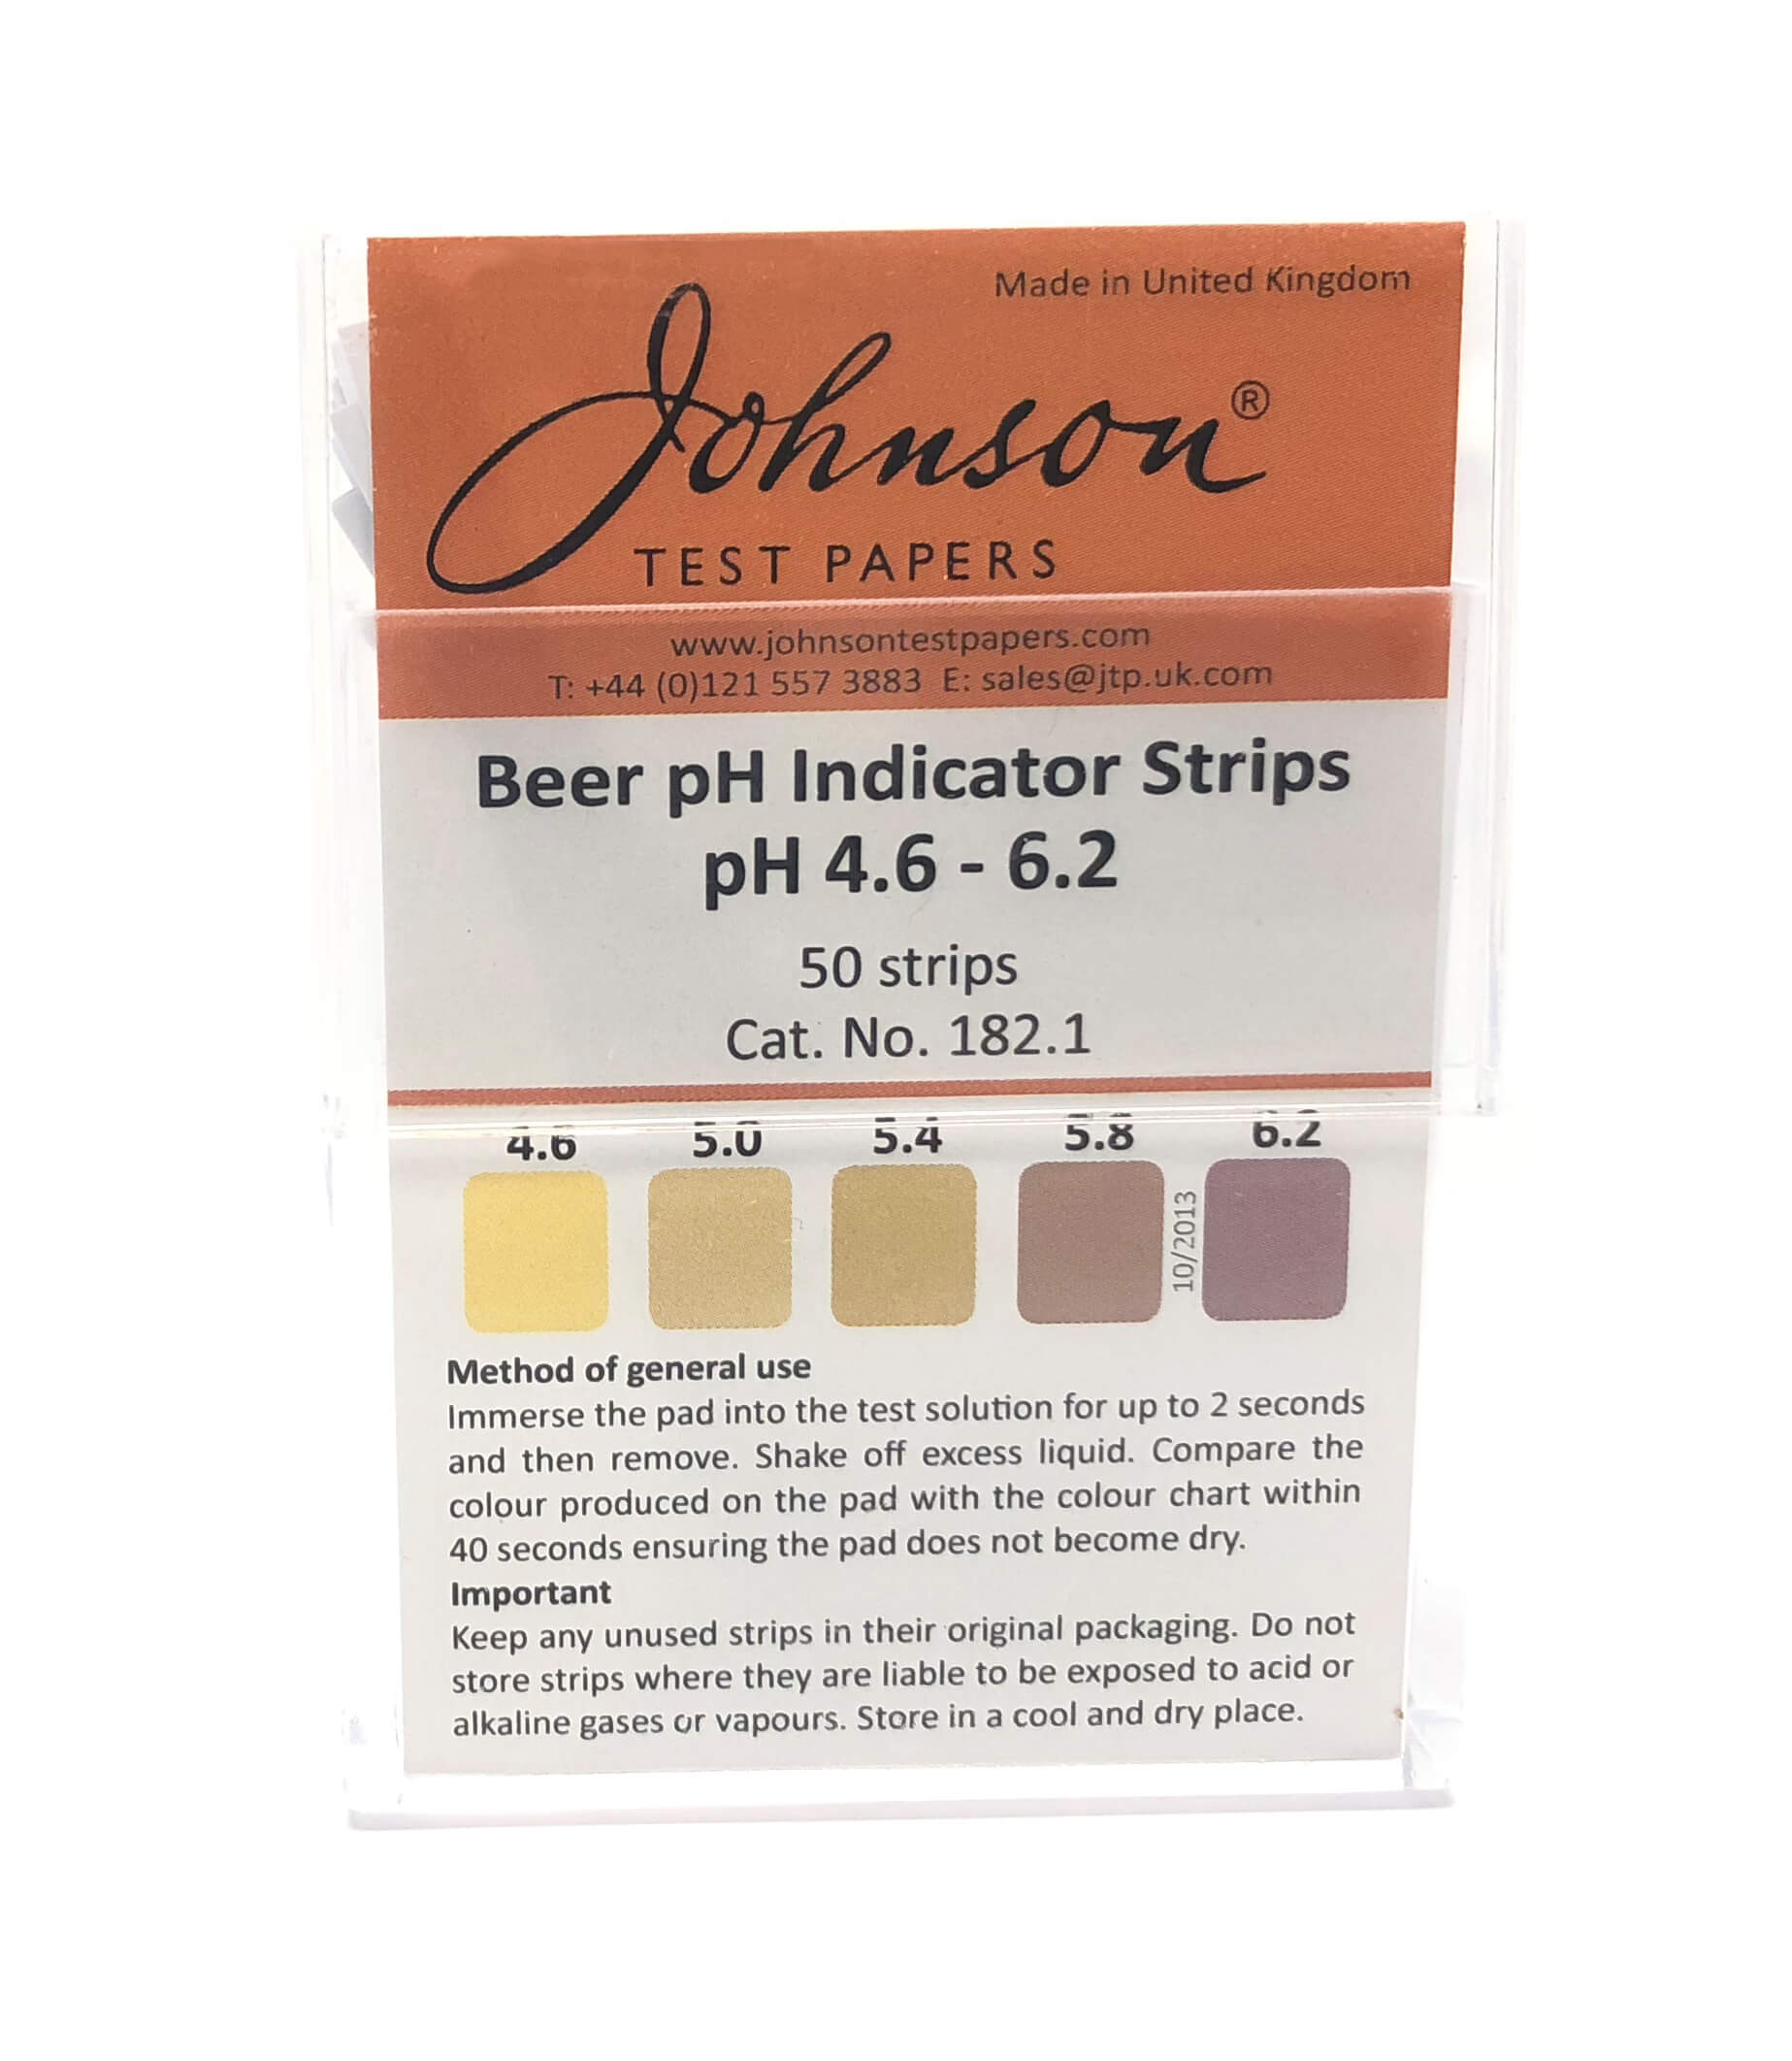 Made in United Kingdom
Johnson®
TEST PAPERS
www.johnsontestpapers.com
T: +44 (0)121 557 3883 E: sales@jtp.uk.com
Beer pH Indicator Strips
pH 4.6 - 6.2
50 strips
Cat. No. 182.1
4.6 5.0 5.4 5.8 6.2
10/2013
Method of general use
Immerse the pad into the test solution for up to 2 seconds
and then remove. Shake off excess liquid. Compare the
colour produced on the pad with the colour chart within
40 seconds ensuring the pad does not become dry.
Important
Keep any unused strips in their original packaging. Do not
store strips where they are liable to be exposed to acid or
alkaline gases or vapours. Store in a cool and dry place.